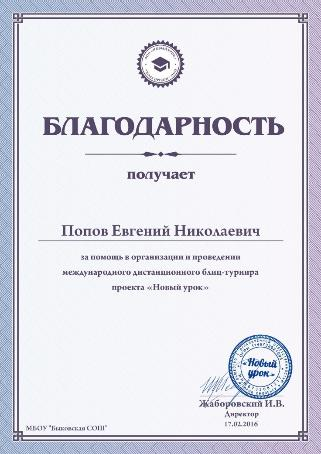 БЛАГОДАРНОСТЬ
получает
Попов Евгений Николаевич
за помощь в организации и проведении
международного дистанционного блиц-турнира
проекта «Новый урок»
«Новый
урок»
Жаборовский И.В.
Директор
17.02.2016
МБОУ "Быковская СОШ"